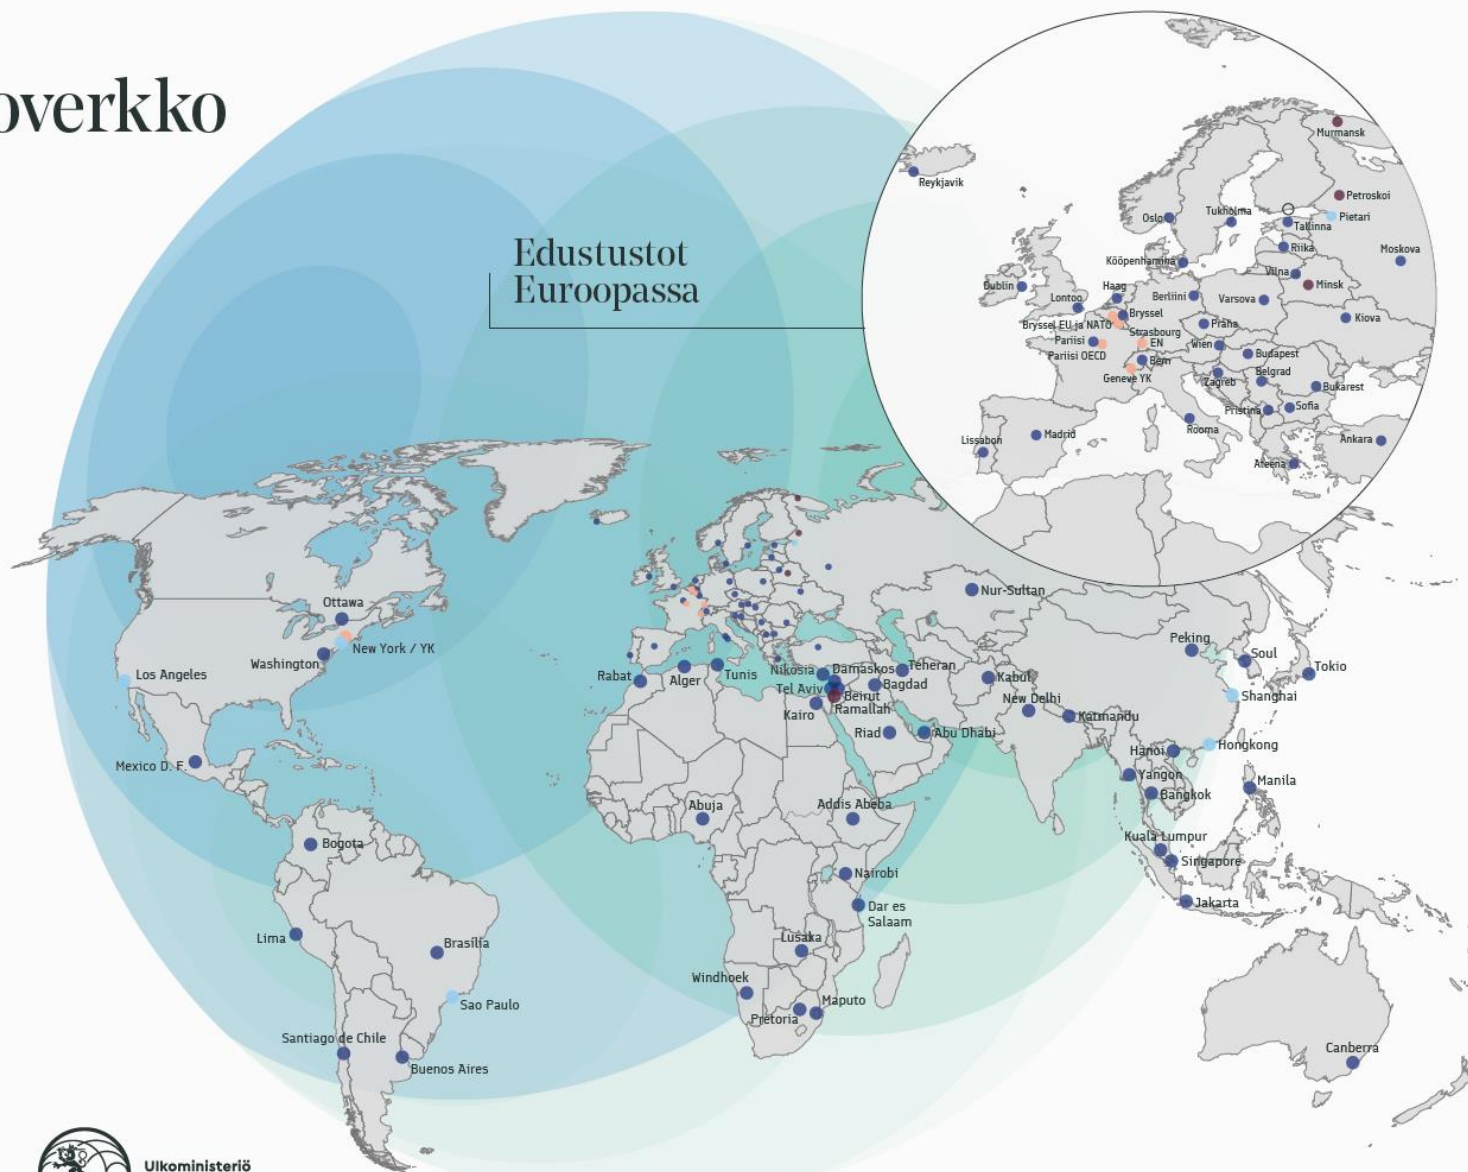 overkko
Edustustot
Euroopassa
Murmansk
Reykjavik
Petroskoi
Oslo
Tukholma
Pietari
Tallinna
Riika
Moskova
Kööpenhamina
Vilna
Dublin
Haag
Minsk
Lontoo
Berliini
Varsova
Bryssel
Kiova
Bryssel EU ja NATO
Praha
Strasbourg
EN
Pariisi
Wien
Pariisi OECD
Bern
Budapest
Geneve YK
Zagreb
Belgrad
Bukarest
Pristina
Sofia
Rooma
Lissabon
Madrid
Ankara
Ateena
Nur-Sultan
Ottawa
New York / YK
Washington
Los Angeles
Mexico D. F.
Peking
Soul
Tokio
Shanghai
Rabat
Alger
Tunis
Nikosia
Damaskos
Teheran
Tel Aviv
Beirut
Bagdad
Kabul
Kairo
Ramallah
New Delhi
Katmandu
Riad
Abu Dhabi
Hanoi
Hongkong
Yangon
Bangkok
Manila
Abuja
Addis Abeba
Kuala Lumpur
Singapore
Bogota
Nairobi
Dar es
Salaam
Jakarta
Lima
Brasilia
Lusaka
Windhoek
Sao Paulo
Maputo
Pretoria
Santiago de Chile
Buenos Aires
Canberra
Ulkoministeriö